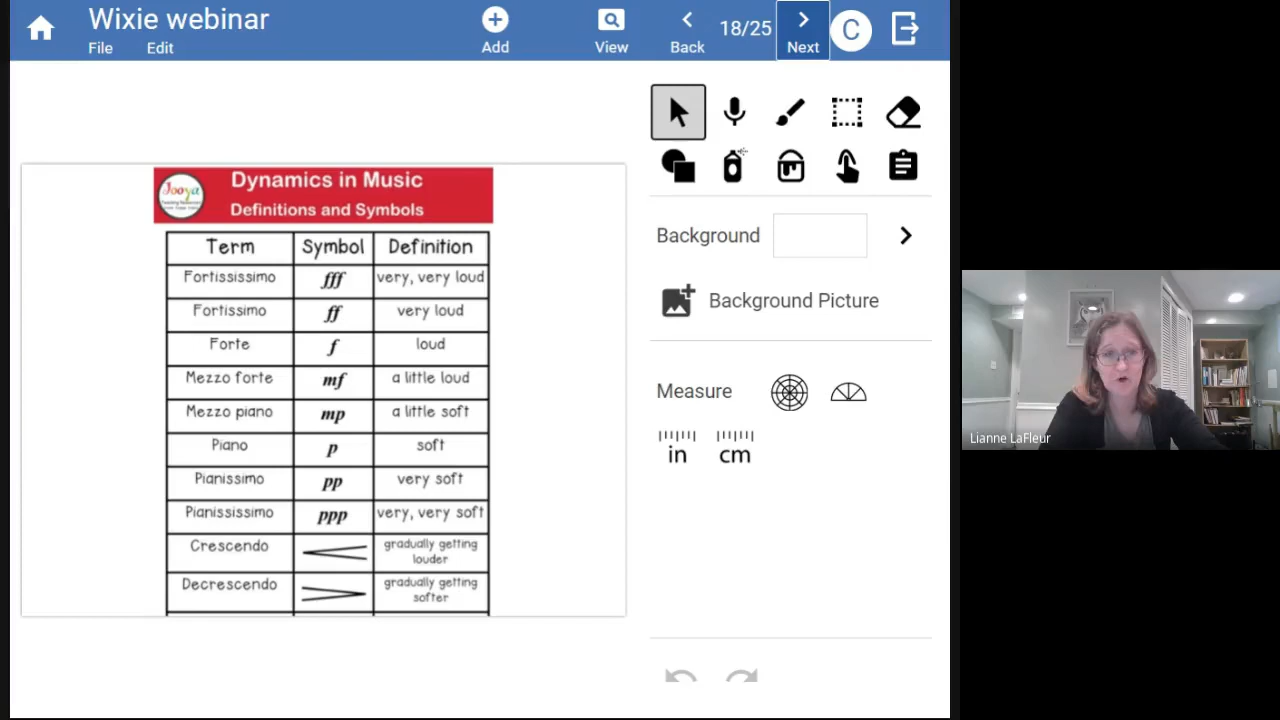 Wixie webinar
File Edit
Add
View
Back
18/25
Next
C
Jooya
Dynamics in Music
Definitions and Symbols
Term Symbol Definition
Fortississimo fff very, very loud
Fortissimo ff very loud
Forte f loud
Mezzo forte mf a little loud
Mezzo piano mp a little soft
Piano p soft
Pianissimo pp very soft
Pianississimo ppp very, very soft
Crescendo gradually getting
louder
Decrescendo gradually getting
softer
Background
Background Picture
Measure
in cm
Lianne LaFleur